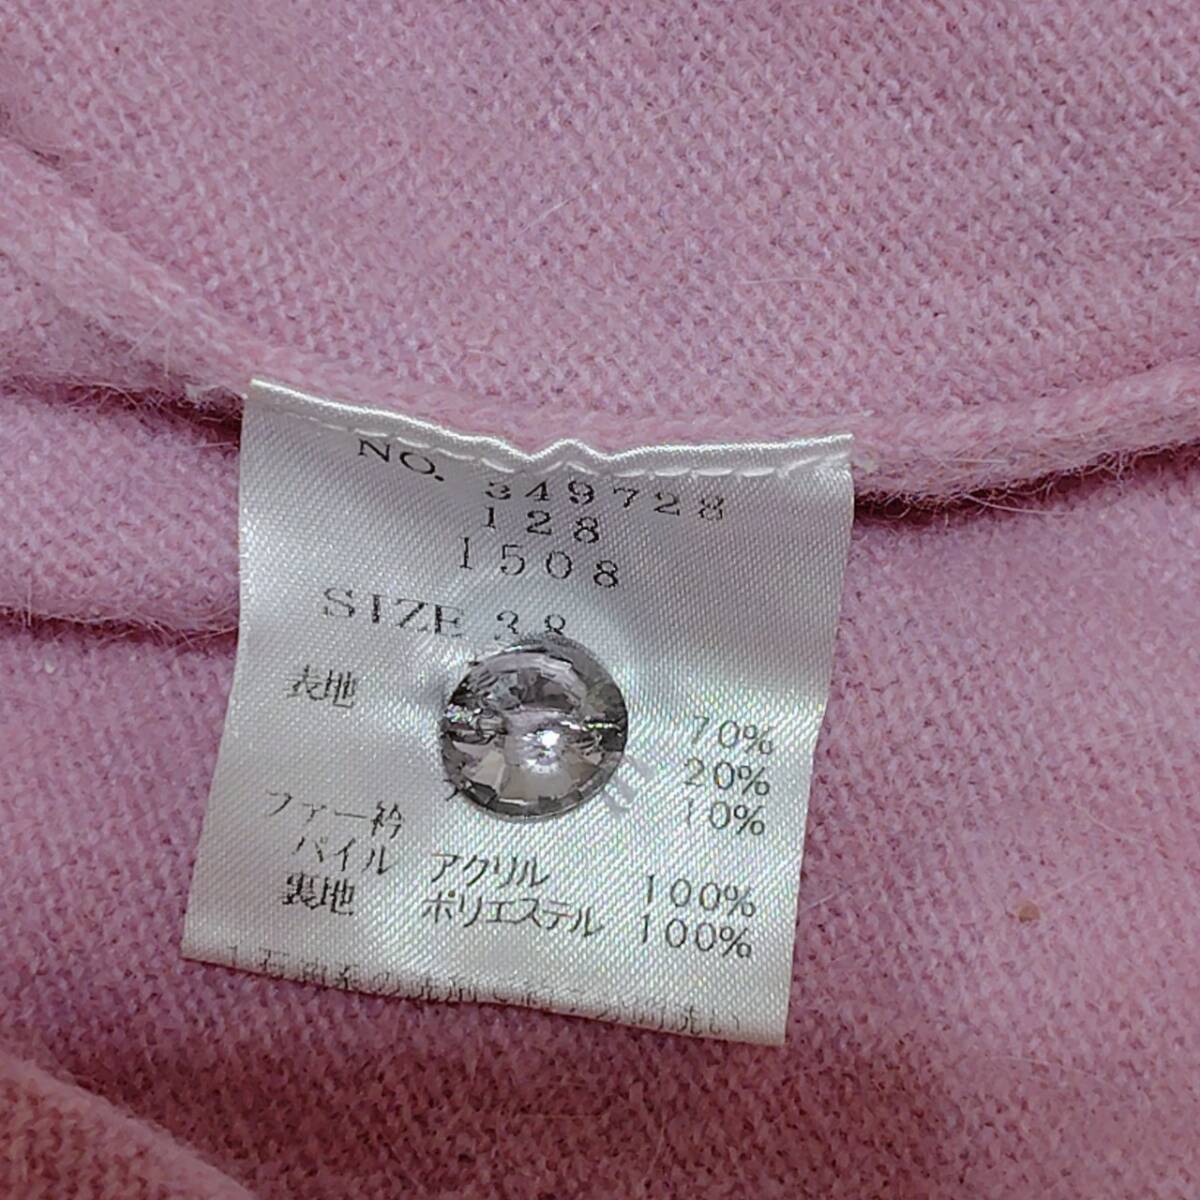 NO. 349728
128
1508
SIZE 38
表地
70%
20%
10%
ファー衿
パイル アクリル 100%
裏地 ポリエステル 100%